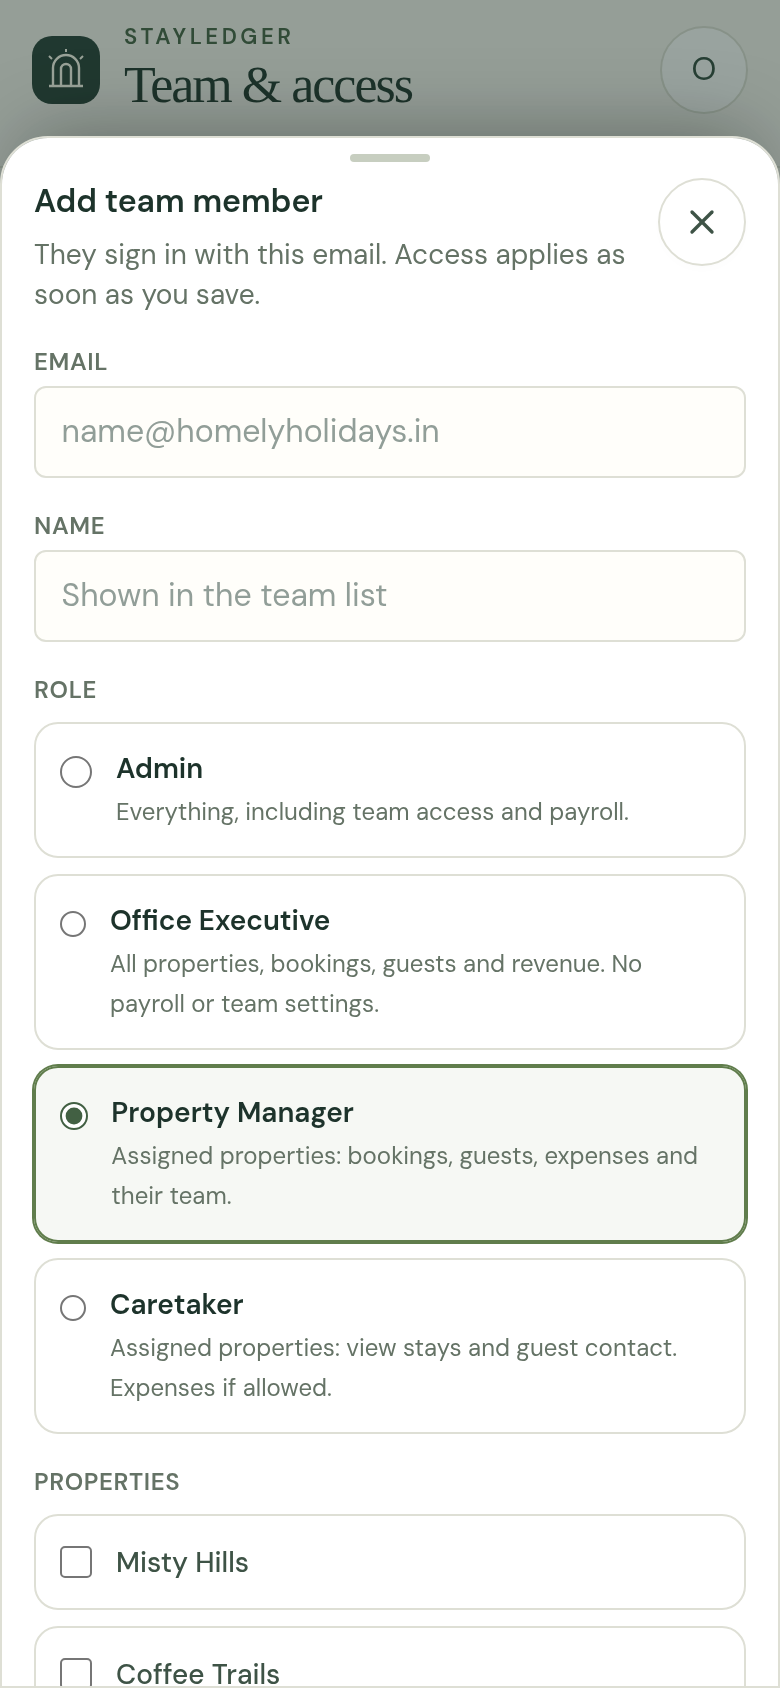 STAYLEDGER
Team & access
O
Add team member
They sign in with this email. Access applies as
soon as you save.
EMAIL
name@homelyholidays.in
NAME
Shown in the team list
ROLE
Admin
Everything, including team access and payroll.
Office Executive
All properties, bookings, guests and revenue. No
payroll or team settings.
Property Manager
Assigned properties: bookings, guests, expenses and
their team.
Caretaker
Assigned properties: view stays and guest contact.
Expenses if allowed.
PROPERTIES
Misty Hills
Coffee Trails